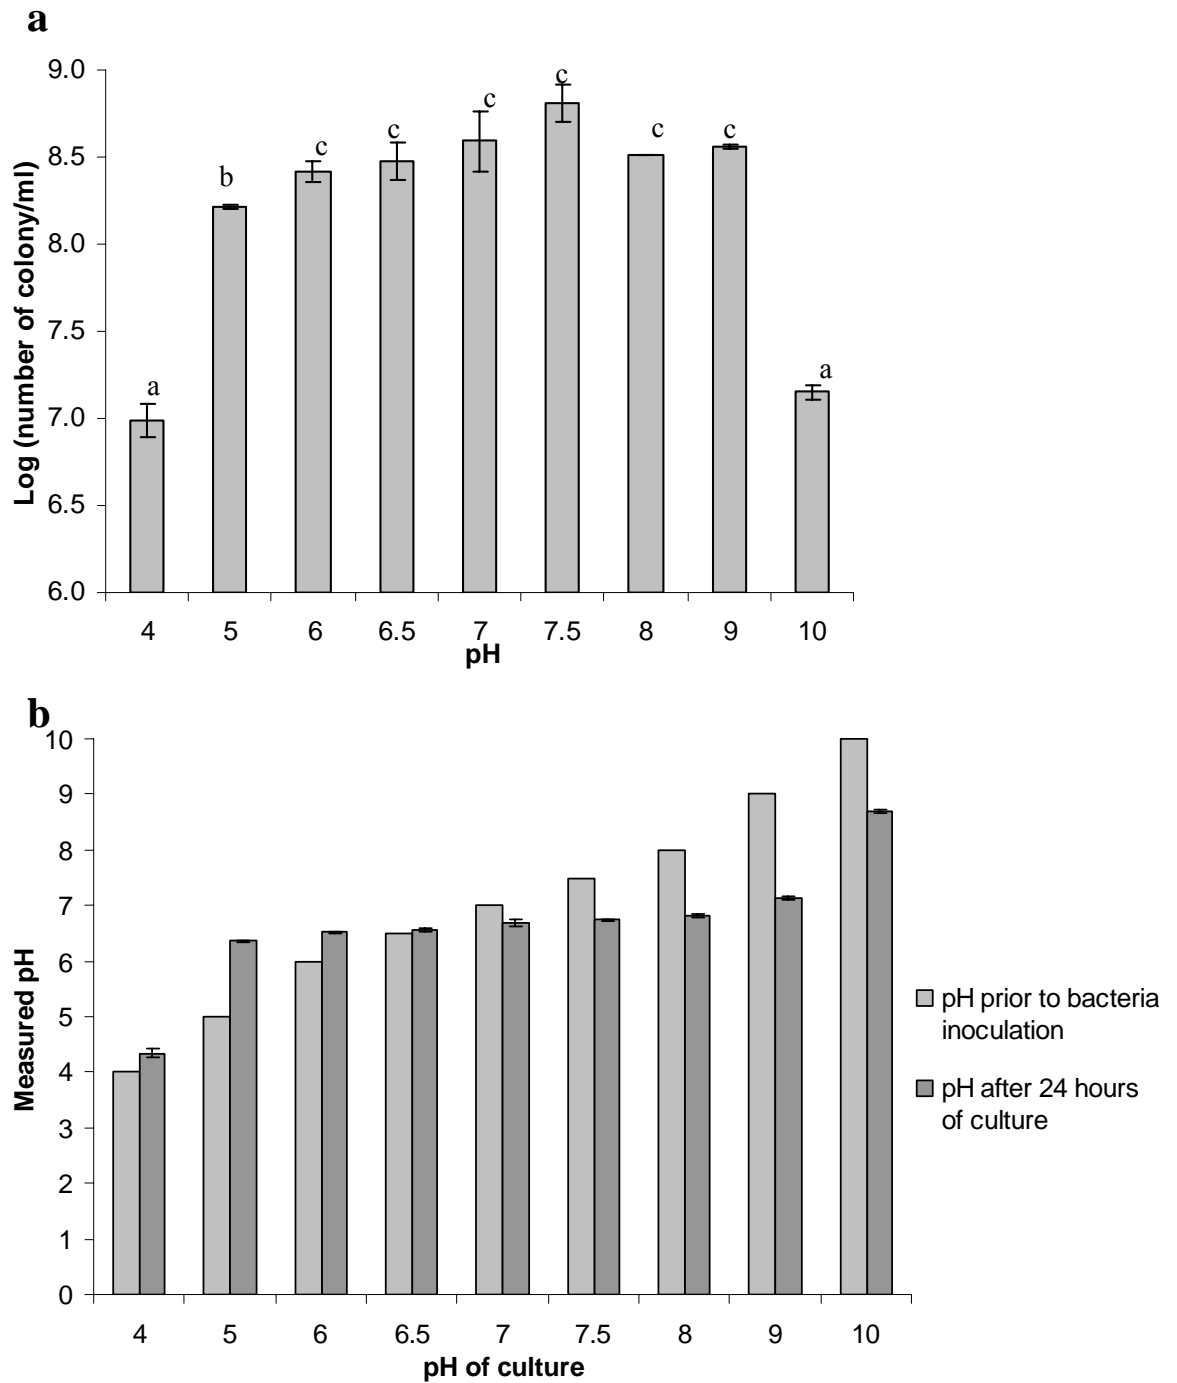 a
9.0
8.5
8.0
7.5
7.0
6.5
6.0
Log (number of colony/ml)
a
b
c
c
c
c
c
c
a
4 5 6 6.5 7 7.5 8 9 10
pH
b
10
9
8
7
6
5
4
3
2
1
0
Measured pH
4 5 6 6.5 7 7.5 8 9 10
pH of culture
pH prior to bacteria
inoculation
pH after 24 hours
of culture